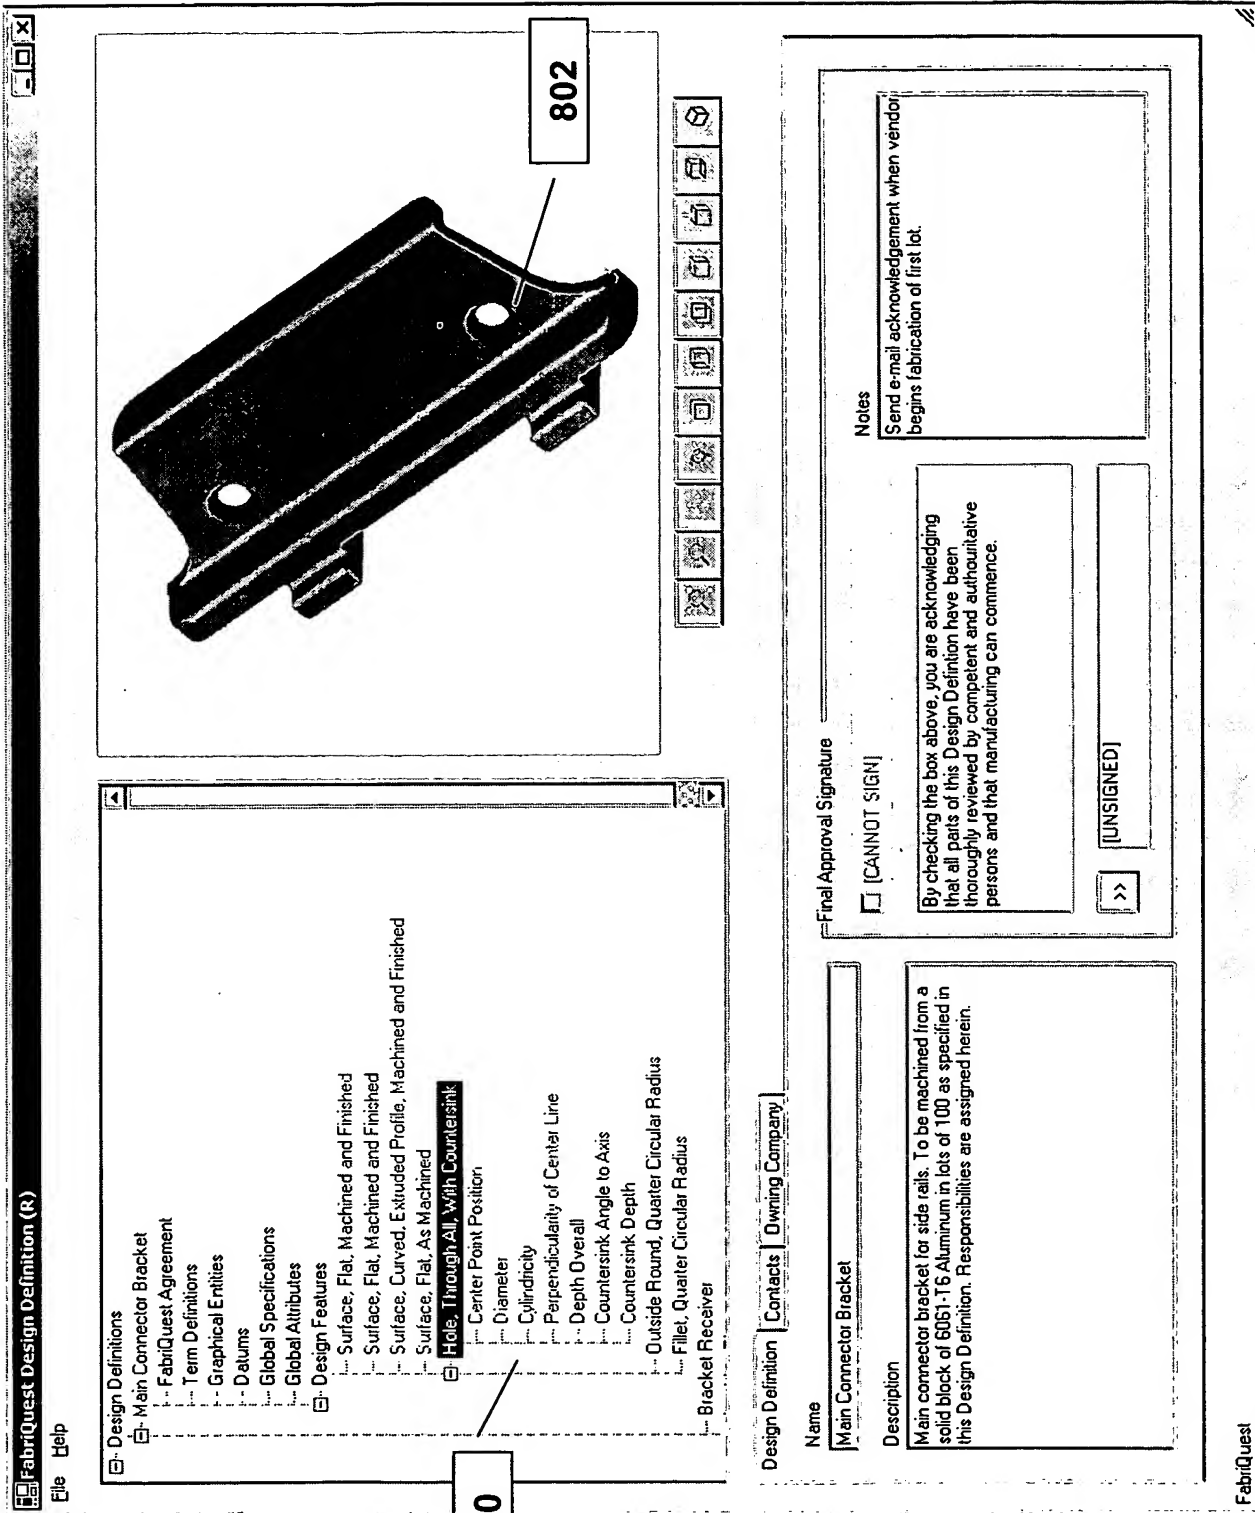 FabriQuest Design Definition (R)
File Help
Design Definitions
Main Connector Bracket
FabriQuest Agreement
Term Definitions
Graphical Entities
Datums
Global Specifications
Global Attributes
Design Features
Surface, Flat, Machined and Finished
Surface, Flat, Machined and Finished
Surface, Curved, Extruded Profile, Machined and Finished
Surface, Flat, As Machined
Hole, Through All, With Countersink
Center Point Position
Diameter
Cylindricity
Perpendicularity of Center Line
Depth Overall
Countersink Angle to Axis
Countersink Depth
Outside Round, Quarter Circular Radius
Fillet, Quarter Circular Radius
Bracket Receiver
0
802
Design Definition Contacts Owning Company
Name
Main Connector Bracket
Description
Main connector bracket for side rails. To be machined from a
solid block of 6061-T6 Aluminum in lots of 100 as specified in
this Design Definition. Responsibilities are assigned herein.
Final Approval Signature
[CANNOT SIGN]
By checking the box above, you are acknowledging
that all parts of this Design Defintion have been
thoroughly reviewed by competent and authouritative
persons and that manufacturing can commence.
>>
[UNSIGNED]
Notes
Send e-mail acknowledgement when vendor
begins fabrication of first lot.
FabriQuest